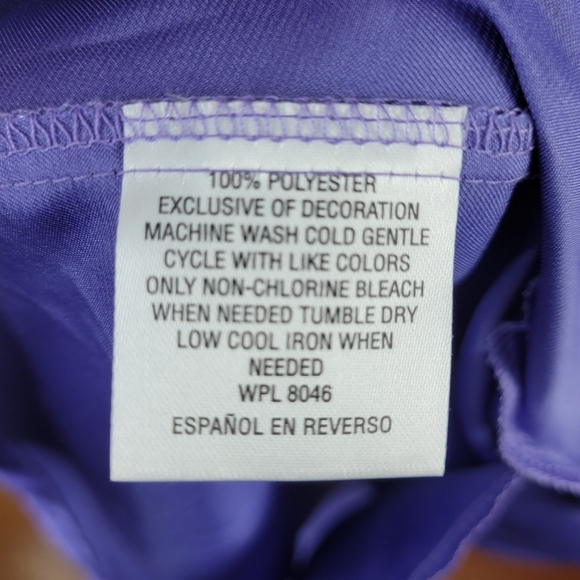 100% POLYESTER
EXCLUSIVE OF DECORATION
MACHINE WASH COLD GENTLE
CYCLE WITH LIKE COLORS
ONLY NON-CHLORINE BLEACH
WHEN NEEDED TUMBLE DRY
LOW COOL IRON WHEN
NEEDED
WPL 8046
ESPAÑOL EN REVERSO